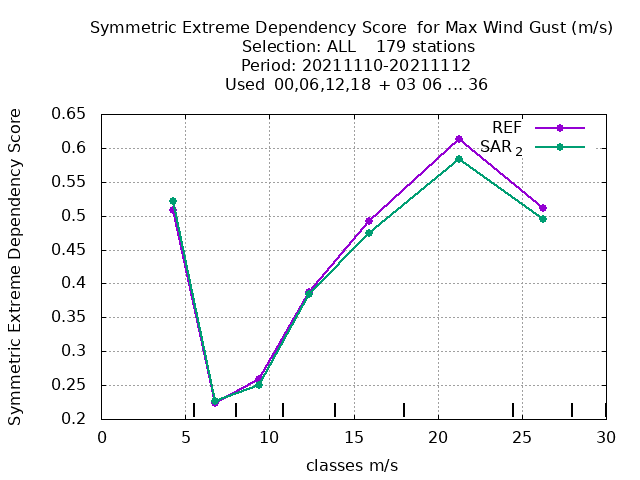 Symmetric Extreme Dependency Score  for Max Wind Gust (m/s)
Selection: ALL    179 stations
Period: 20211110-20211112
Used  00,06,12,18  + 03 06 ... 36
Symmetric Extreme Dependency Score
0.65
0.6
0.55
0.5
0.45
0.4
0.35
0.3
0.25
0.2
REF
SAR 2
0 5 10 15 20 25 30
classes m/s